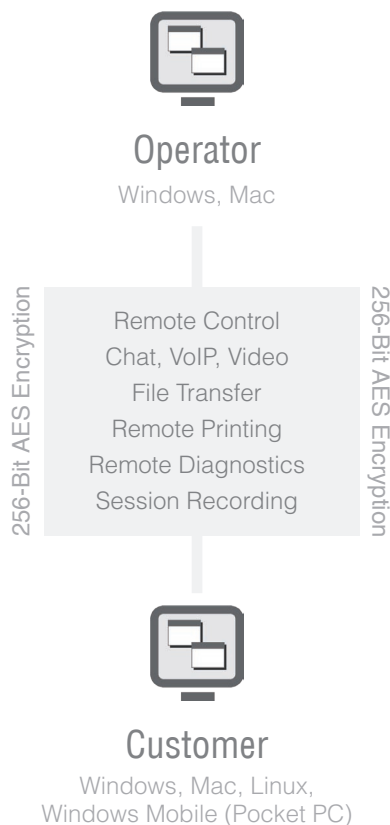 Operator
Windows, Mac
256-Bit AES Encryption
Remote Control
Chat, VoIP, Video
File Transfer
Remote Printing
Remote Diagnostics
Session Recording
256-Bit AES Encryption
Customer
Windows, Mac, Linux,
Windows Mobile (Pocket PC)